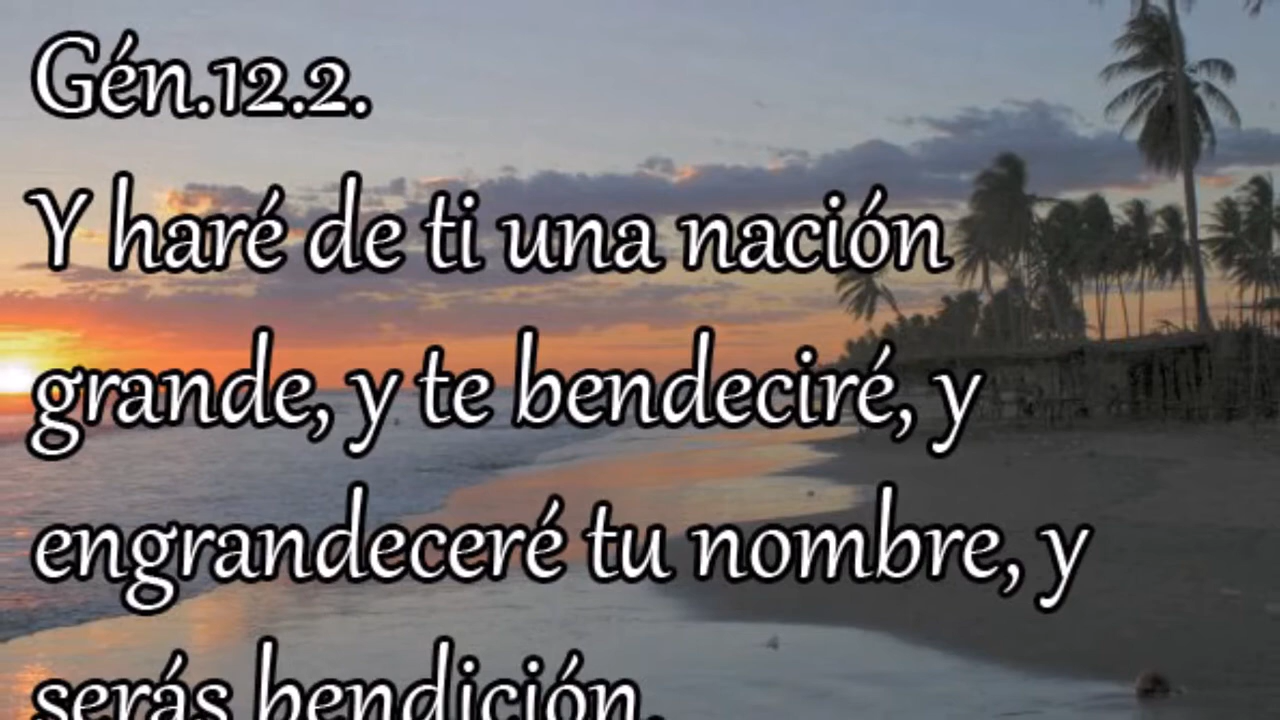 Gén.12.2.
Y haré de ti una nación
grande, y te bendeciré, y
engrandeceré tu nombre, y
serás bendición.